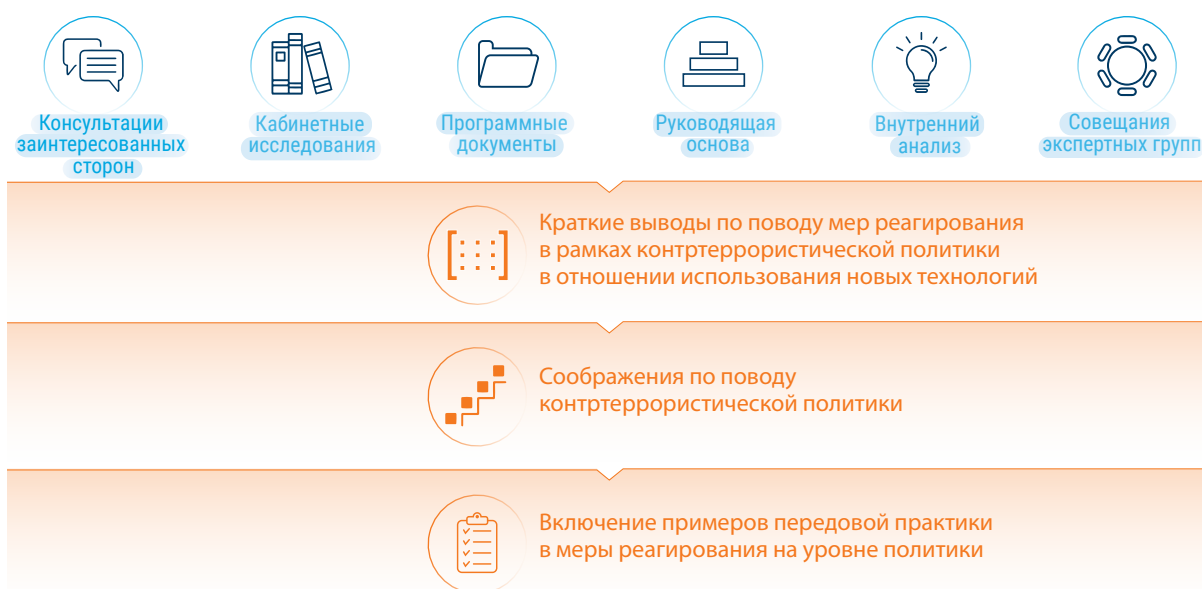 Консультации
заинтересованных
сторон
Кабинетные
исследования
Программные
документы
Руководящая
основа
Внутренний
анализ
Совещания
экспертных групп
Краткие выводы по поводу мер реагирования
в рамках контртеррористической политики
в отношении использования новых технологий
Соображения по поводу
контртеррористической политики
Включение примеров передовой практики
в меры реагирования на уровне политики